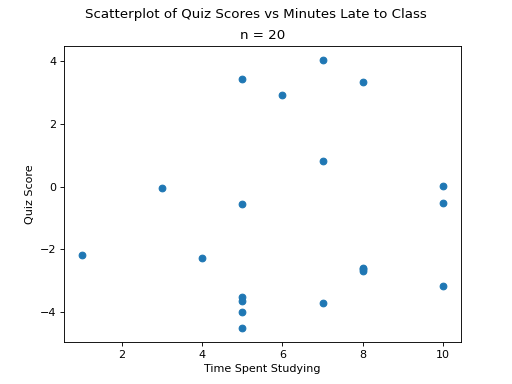 Scatterplot of Quiz Scores vs Minutes Late to Class
n = 20
4
2
0
−2
−4
Quiz Score
2 4 6 8 10
Time Spent Studying